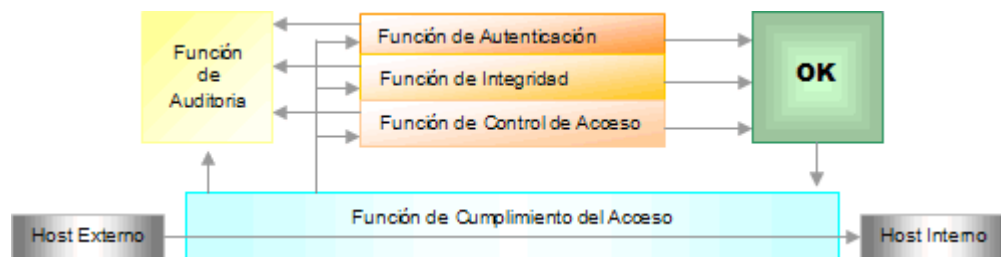 Función
de
Auditoria
Función de Autenticación
Función de Integridad
Función de Control de Acceso
OK
Función de Cumplimiento del Acceso
Host Externo
Host Interno